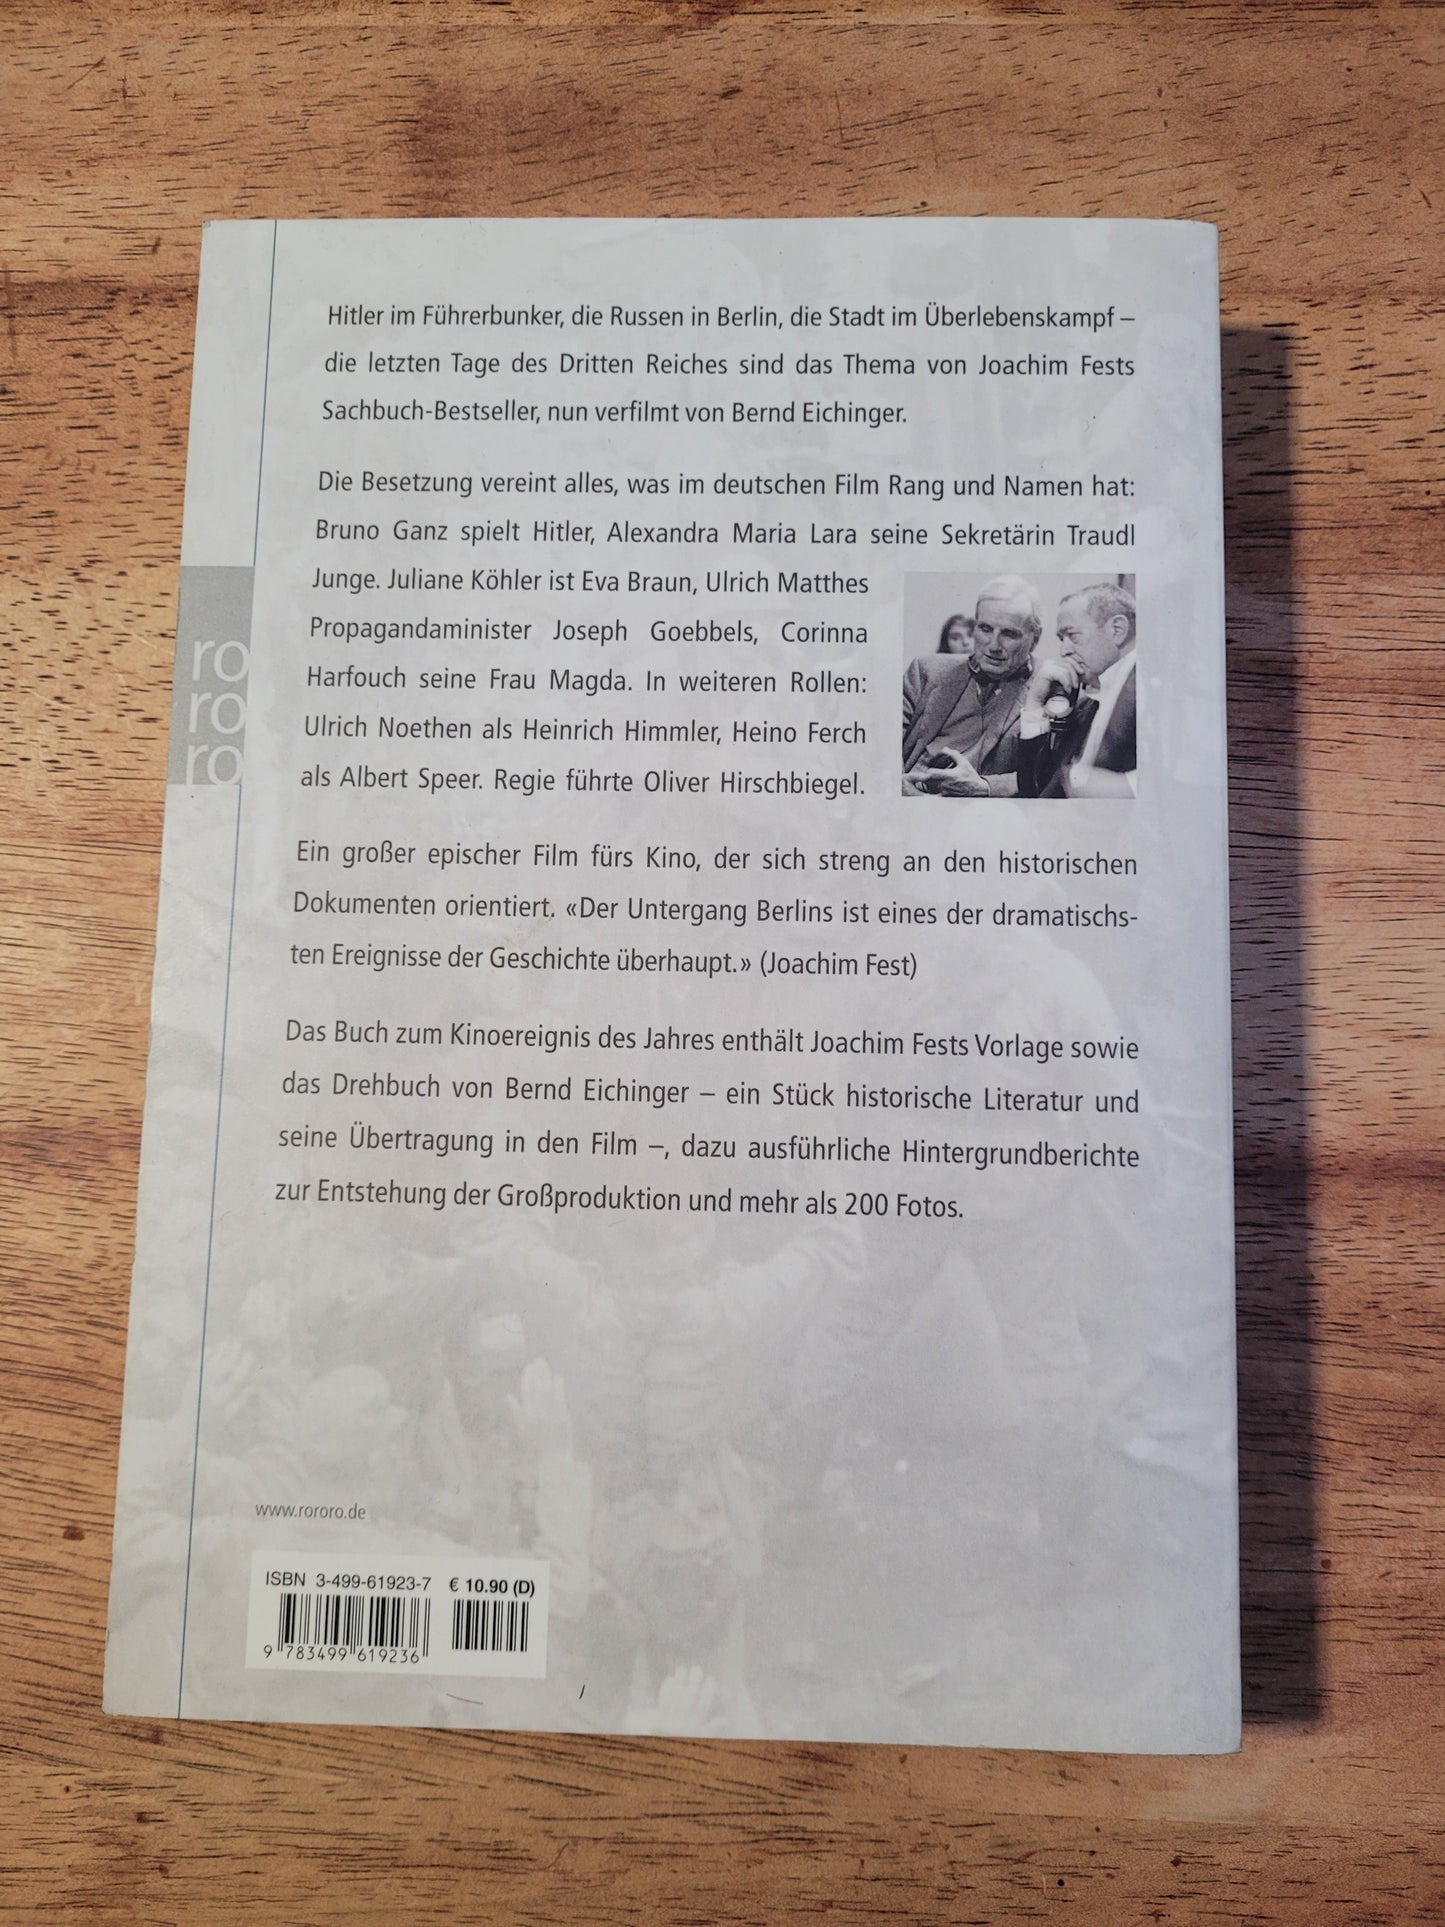 Hitler im Führerbunker, die Russen in Berlin, die Stadt im Überlebenskampf –
die letzten Tage des Dritten Reiches sind das Thema von Joachim Fests
Sachbuch-Bestseller, nun verfilmt von Bernd Eichinger.
Die Besetzung vereint alles, was im deutschen Film Rang und Namen hat:
Bruno Ganz spielt Hitler, Alexandra Maria Lara seine Sekretärin Traudl
Junge. Juliane Köhler ist Eva Braun, Ulrich Matthes
Propagandaminister Joseph Goebbels, Corinna
Harfouch seine Frau Magda. In weiteren Rollen:
Ulrich Noethen als Heinrich Himmler, Heino Ferch
als Albert Speer. Regie führte Oliver Hirschbiegel.
Ein großer epischer Film fürs Kino, der sich streng an den historischen
Dokumenten orientiert. «Der Untergang Berlins ist eines der dramatischs-
ten Ereignisse der Geschichte überhaupt.» (Joachim Fest)
Das Buch zum Kinoereignis des Jahres enthält Joachim Fests Vorlage sowie
das Drehbuch von Bernd Eichinger – ein Stück historische Literatur und
seine Übertragung in den Film –, dazu ausführliche Hintergrundberichte
zur Entstehung der Großproduktion und mehr als 200 Fotos.
ro
ro
ro
www.rororo.de
ISBN 3-499-61923-7 € 10.90 (D)
9 783499 619236